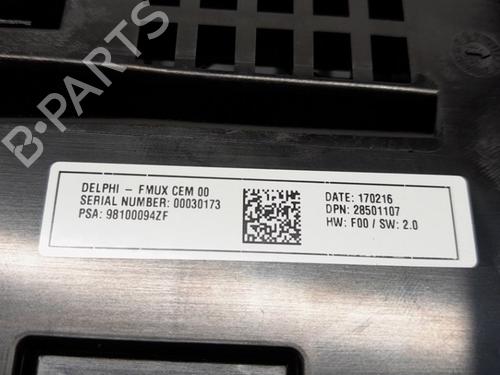 B-PARTS
DELPHI - FMUX CEM 00
SERIAL NUMBER: 00030173
PSA: 98100094ZF
DATE: 170216
DPN: 28501107
HW: F00 / SW: 2.0